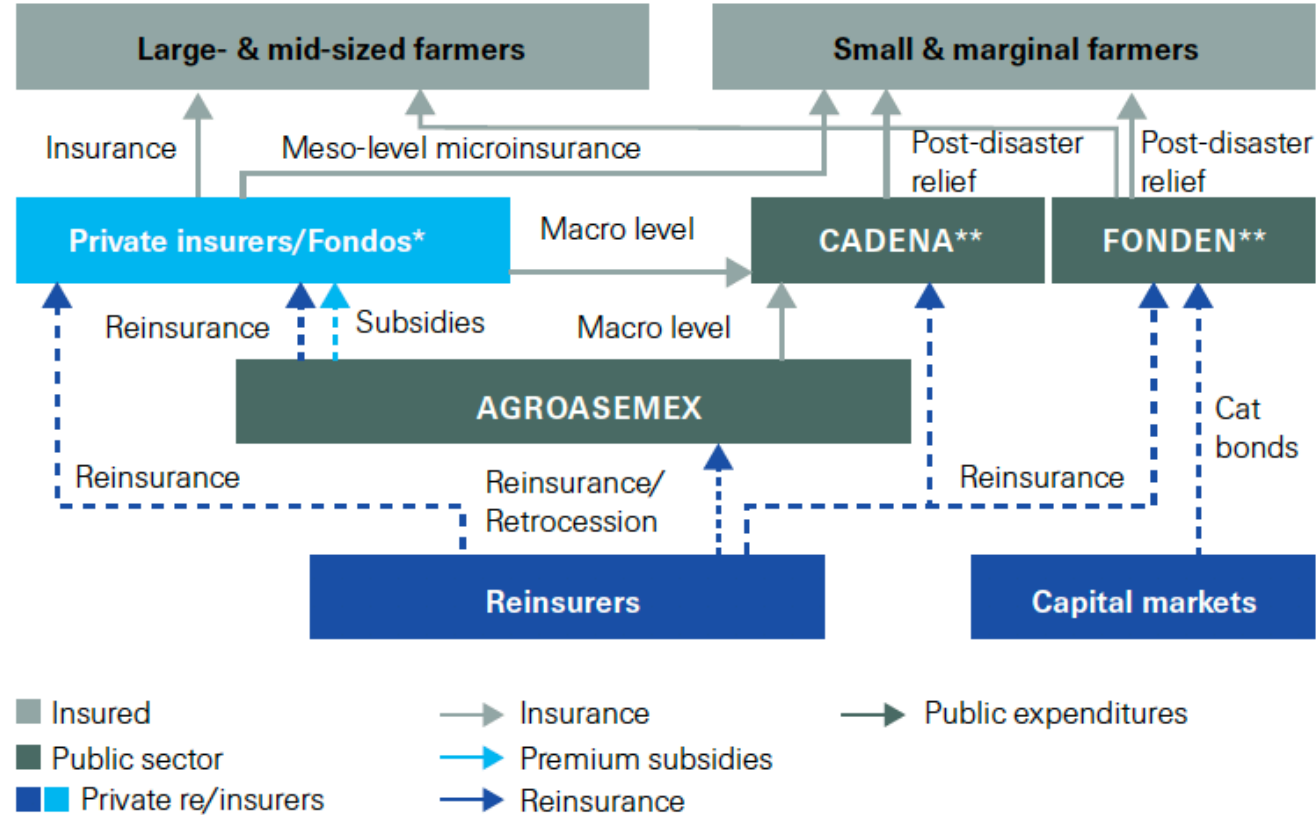 Large- & mid-sized farmers
Small & marginal farmers
Insurance
Meso-level microinsurance
Post-disaster
relief
Post-disaster
relief
Private insurers/Fondos*
Macro level
CADENA**
FONDEN**
Reinsurance
Subsidies
Macro level
AGROASEMEX
Cat
bonds
Reinsurance
Reinsurance/
Retrocession
Reinsurance
Reinsurers
Capital markets
Insured
Insurance
Public expenditures
Public sector
Premium subsidies
Private re/insurers
Reinsurance